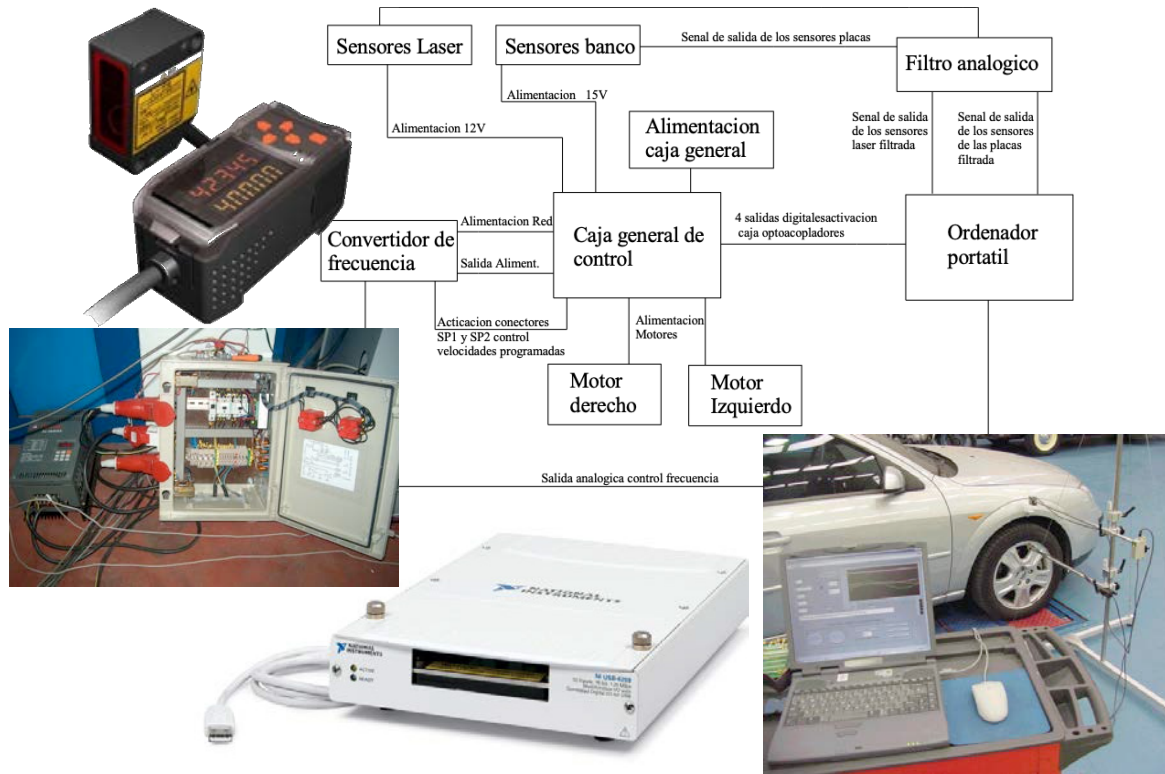 Sensores Laser
Sensores banco
Senal de salida de los sensores placas
Filtro analogico
Alimentacion 15V
Alimentacion 12V
Alimentacion
caja general
Senal de salida
de los sensores
laser filtrada
Senal de salida
de los sensores
de las placas
filtrada
42345
40000
Alimentacion Red
Convertidor de
frecuencia
Salida Aliment.
Caja general de
control
4 salidas digitalesactivacion
caja optoacopladores
Ordenador
portatil
Acticacion conectores
SP1 y SP2 control
velocidades programadas
Alimentacion
Motores
Motor
derecho
Motor
Izquierdo
Salida analogica control frecuencia
NATIONAL
INSTRUMENTS
NATIONAL
INSTRUMENTS
ACTIVE
READY